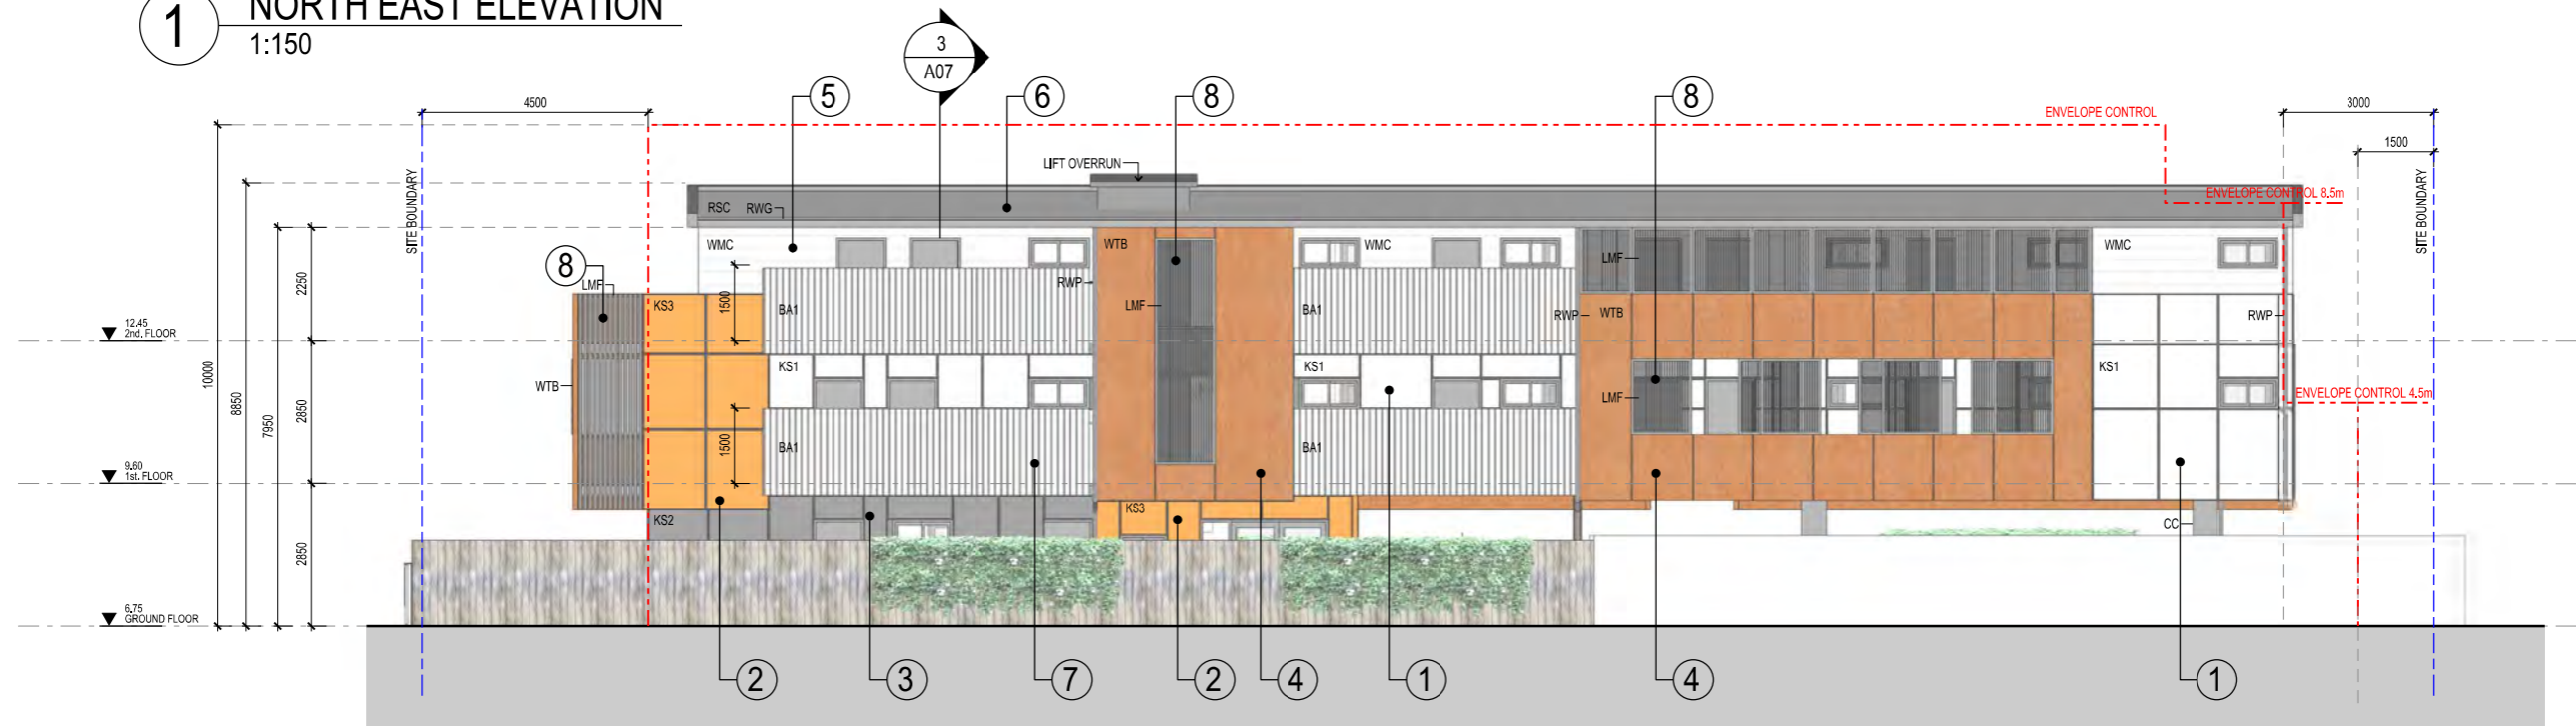 1
NORTH EAST ELEVATION
1:150
3
A07
5
6
8
8
4500
ENVELOPE CONTROL
3000
1500
LIFT OVERRUN
SITE BOUNDARY
SITE BOUNDARY
ENVELOPE CONTROL 8.5m
RSC
RWG
WMC
WTB
WMC
WMC
8
LMF
LMF
RWP
2250
KS3
1500
BA1
LMF
BA1
RWP
WTB
RWP
12.45
2nd. FLOOR
10000
8850
7950
WTB
KS1
KS1
KS1
LMF
ENVELOPE CONTROL 4.5m
2850
1500
BA1
BA1
9.60
1st. FLOOR
KS2
KS3
CC
2850
6.75
GROUND FLOOR
2
3
7
2
4
1
4
1